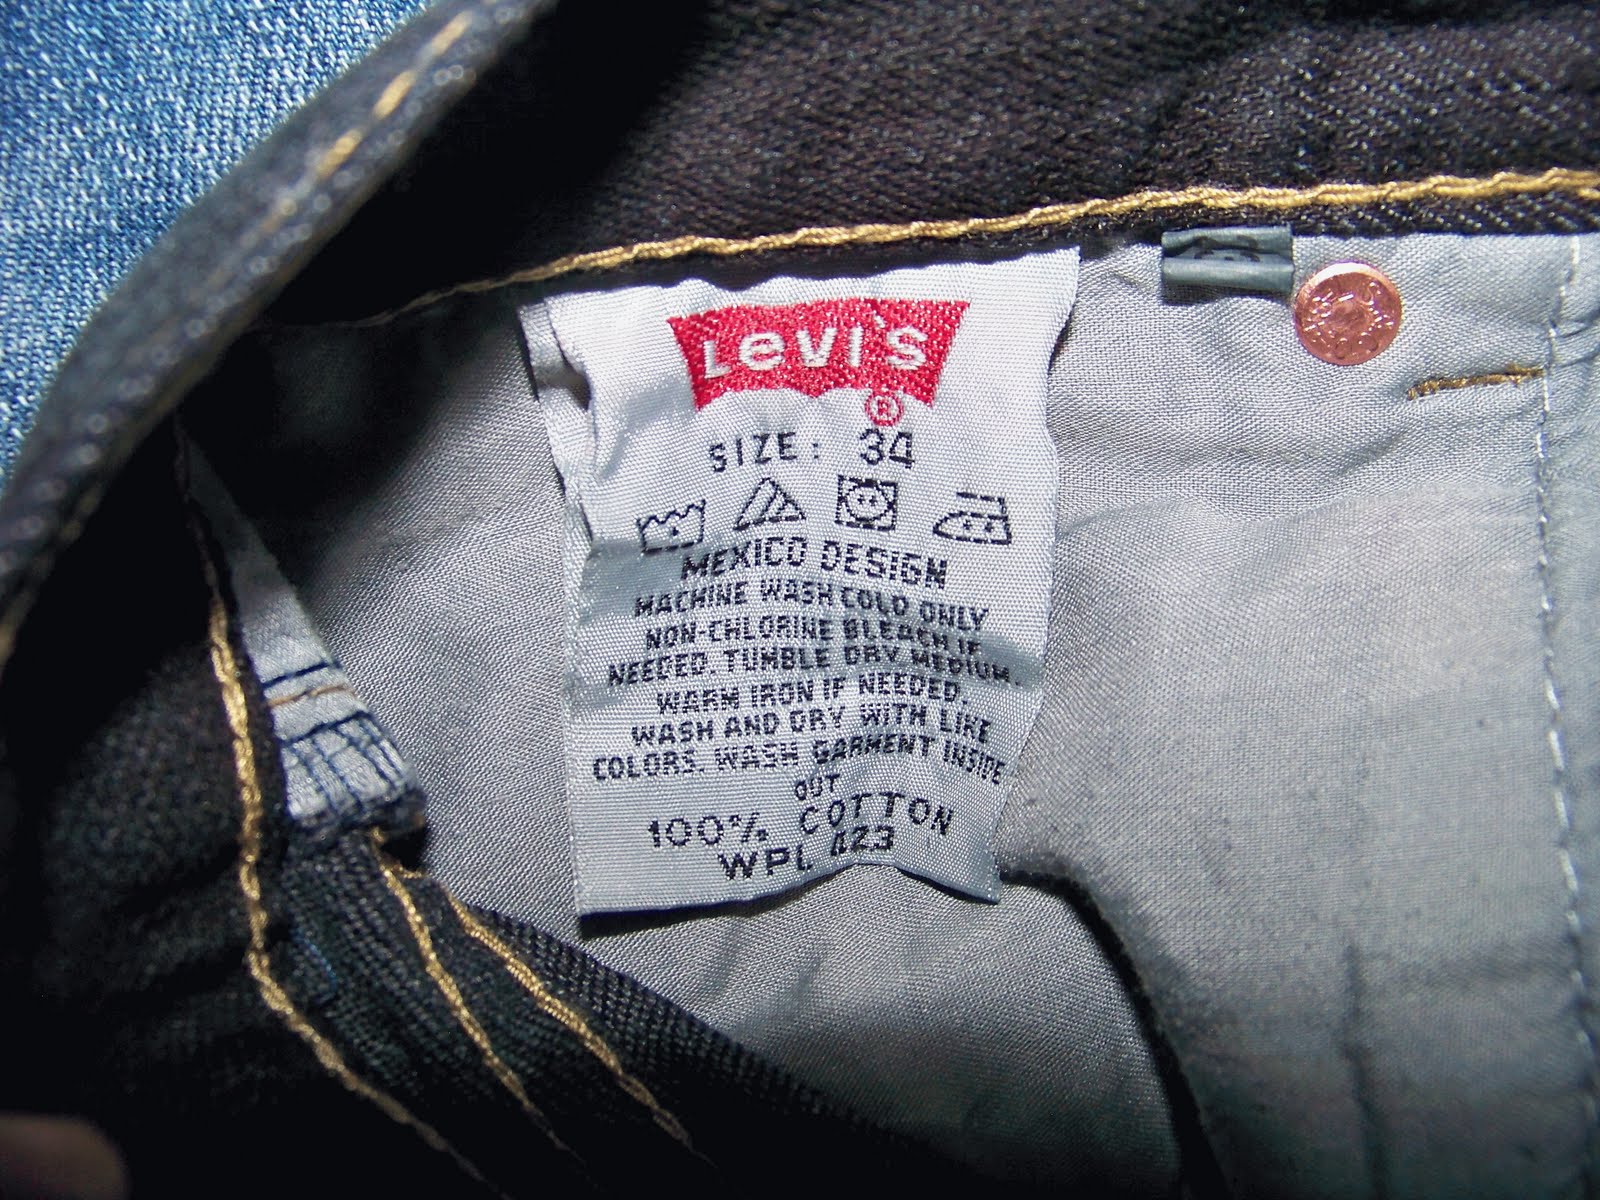 Levi's
®
SIZE: 34
MEXICO DESIGN
MACHINE WASH COLD ONLY
NON-CHLORINE BLEACH IF
NEEDED. TUMBLE DRY MEDIUM.
WARM IRON IF NEEDED.
WASH AND DRY WITH LIKE
COLORS. WASH GARMENT INSIDE
OUT
100% COTTON
WPL 423